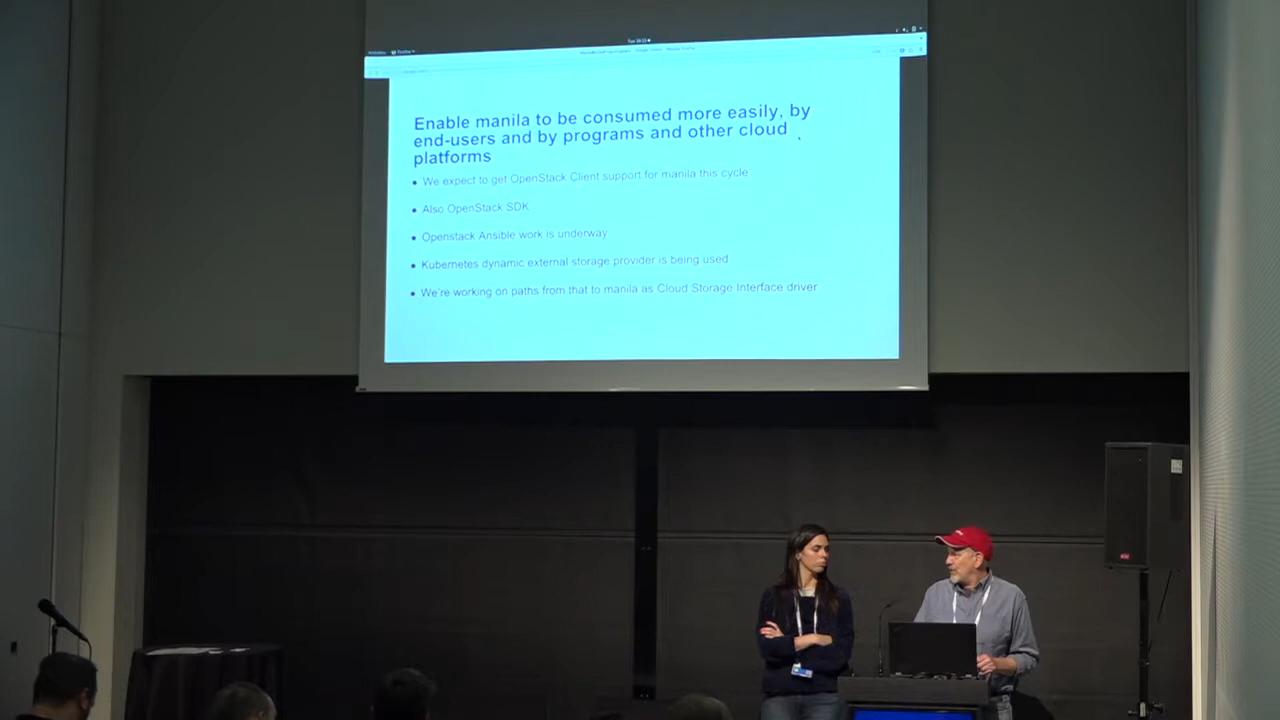 Enable manila to be consumed more easily, by
end-users and by programs and other cloud
platforms
• We expect to get OpenStack Client support for manila this cycle
• Also OpenStack SDK
• Openstack Ansible work is underway
• Kubernetes dynamic external storage provider is being used
• We're working on paths from that to manila as Cloud Storage Interface driver